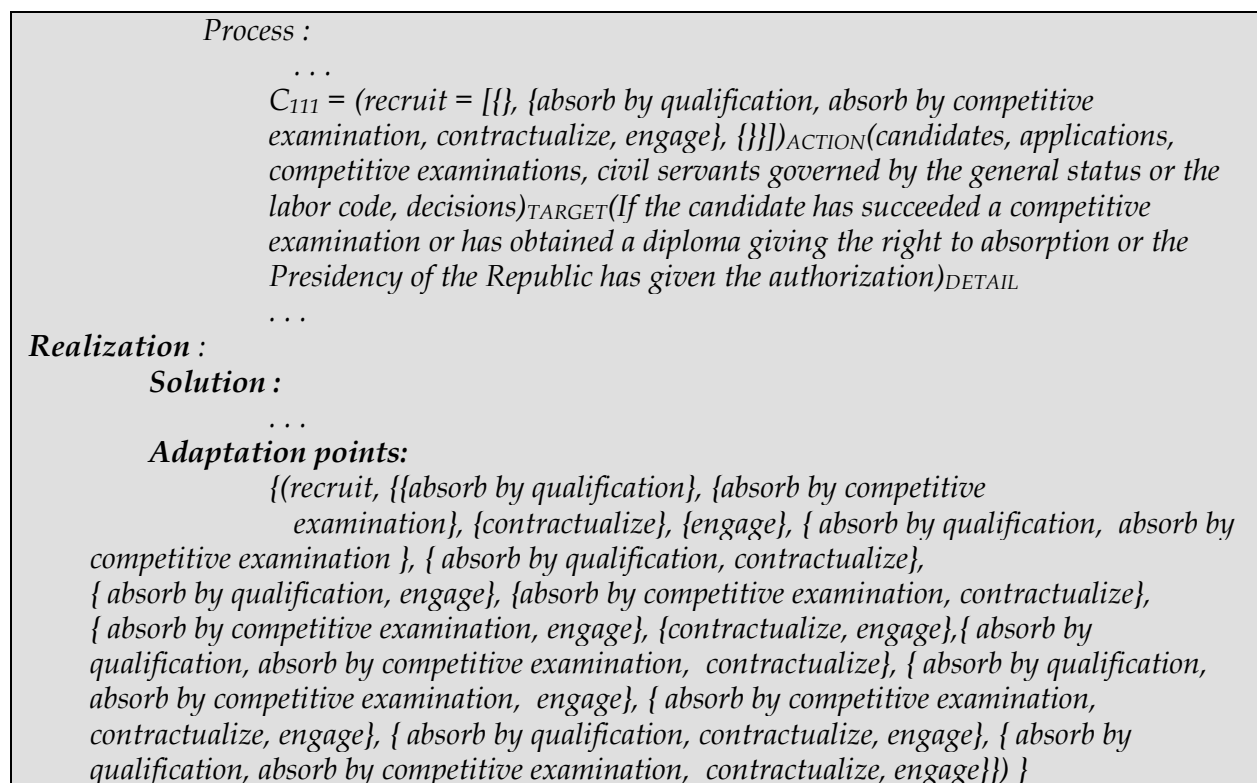 Process :
. . .
C111 = (recruit = [{}, {absorb by qualification, absorb by competitive
examination, contractualize, engage}, {}}])ACTION(candidates, applications,
competitive examinations, civil servants governed by the general status or the
labor code, decisions)TARGET(If the candidate has succeeded a competitive
examination or has obtained a diploma giving the right to absorption or the
Presidency of the Republic has given the authorization)DETAIL
. . .
Realization :
Solution :
. . .
Adaptation points:
{(recruit, {{absorb by qualification}, {absorb by competitive
examination}, {contractualize}, {engage}, { absorb by qualification, absorb by
competitive examination }, { absorb by qualification, contractualize},
{ absorb by qualification, engage}, {absorb by competitive examination, contractualize},
{ absorb by competitive examination, engage}, {contractualize, engage},{ absorb by
qualification, absorb by competitive examination, contractualize}, { absorb by qualification,
absorb by competitive examination, engage}, { absorb by competitive examination,
contractualize, engage}, { absorb by qualification, contractualize, engage}, { absorb by
qualification, absorb by competitive examination, contractualize, engage}}) }